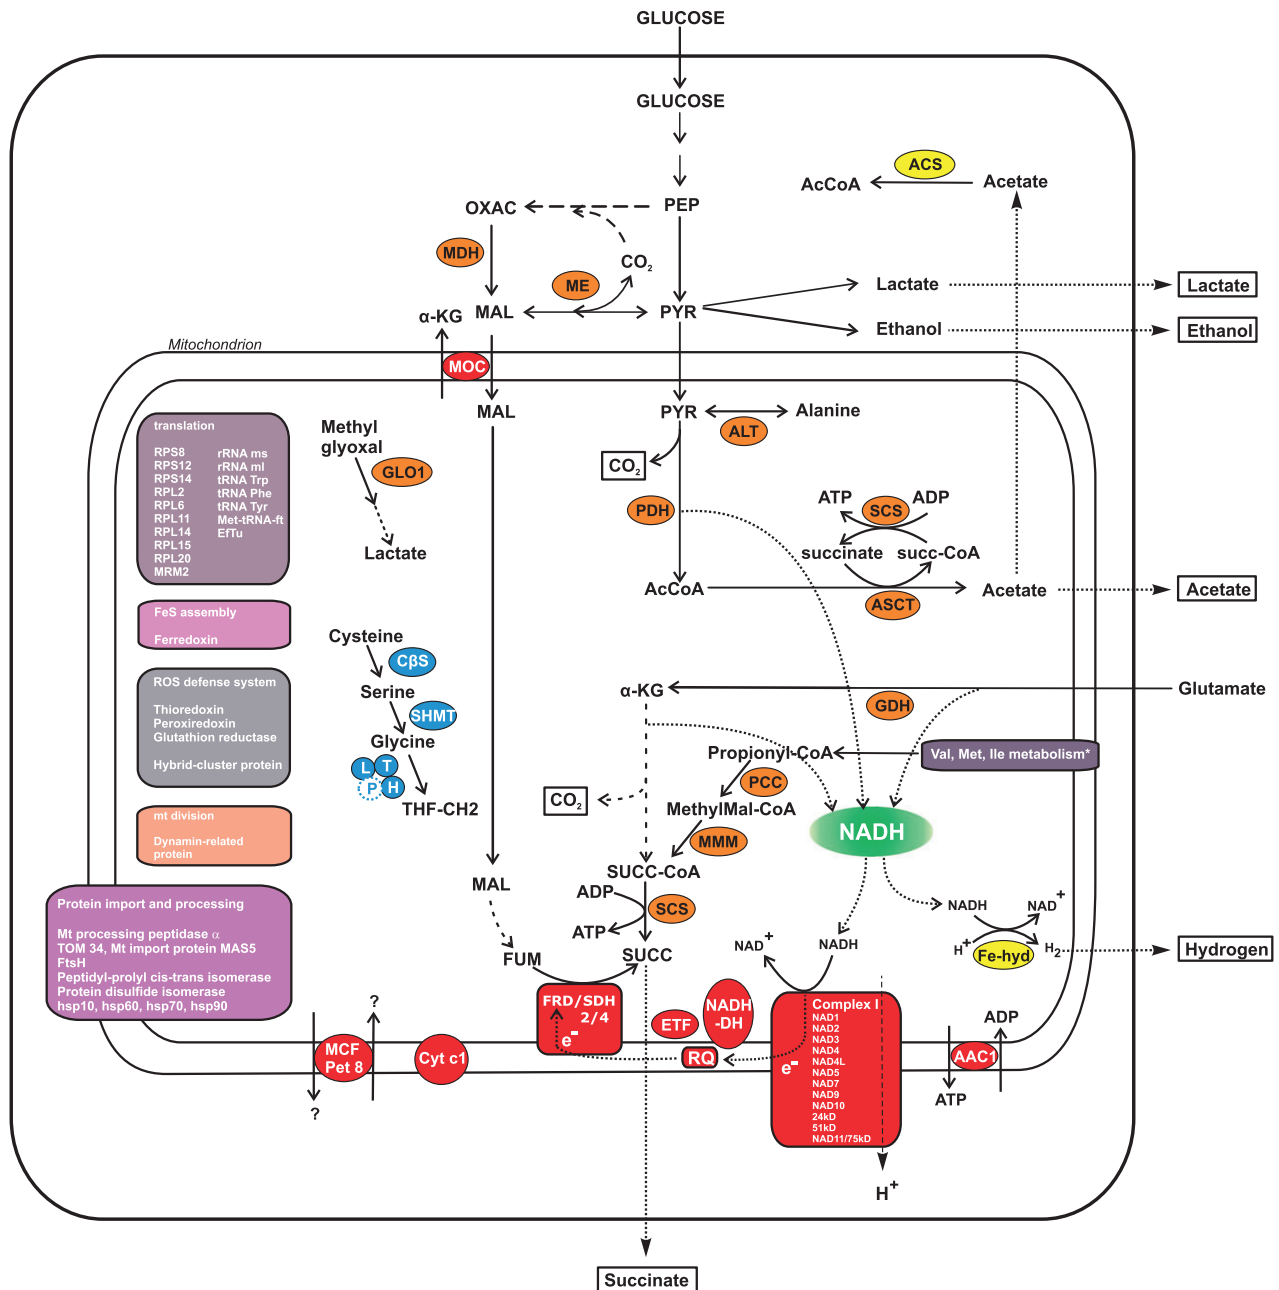 GLUCOSE
GLUCOSE
ACS
AcCoA
Acetate
OXAC
PEP
MDH
CO2
ME
Lactate
Lactate
α-KG
MAL
PYR
Ethanol
Ethanol
Mitochondrion
MOC
MAL
PYR
Alanine
ALT
translation
RPS8 rRNA ms
RPS12 rRNA ml
RPS14 tRNA Trp
RPL2 tRNA Phe
RPL6 tRNA Tyr
RPL11 Met-tRNA-ft
RPL14 EfTu
RPL15
RPL20
MRM2
Methyl
glyoxal
GLO1
Lactate
CO2
PDH
ATP
SCS
ADP
succinate
succ-CoA
AcCoA
ASCT
Acetate
Acetate
FeS assembly
Ferredoxin
Cysteine
CβS
Serine
SHMT
Glycine
L
T
P
H
THF-CH2
ROS defense system
Thioredoxin
Peroxiredoxin
Glutathion reductase
Hybrid-cluster protein
α-KG
GDH
Glutamate
Propionyl-CoA
Val, Met, Ile metabolism*
PCC
CO2
MethylMal-CoA
MMM
NADH
mt division
Dynamin-related
protein
MAL
SUCC-CoA
ADP
SCS
ATP
FUM
SUCC
NAD+
NADH
NADH
NAD+
H+
Fe-hyd
H2
Hydrogen
Protein import and processing
Mt processing peptidase α
TOM 34, Mt import protein MAS5
FtsH
Peptidyl-prolyl cis-trans isomerase
Protein disulfide isomerase
hsp10, hsp60, hsp70, hsp90
FRD/SDH
2/4
e-
ETF
NADH
-DH
RQ
Complex I
NAD1
NAD2
NAD3
NAD4
NAD4L
NAD5
NAD7
NAD9
NAD10
24kD
51kD
NAD11/75kD
e-
?
MCF
Pet 8
?
Cyt c1
ADP
AAC1
ATP
H+
Succinate